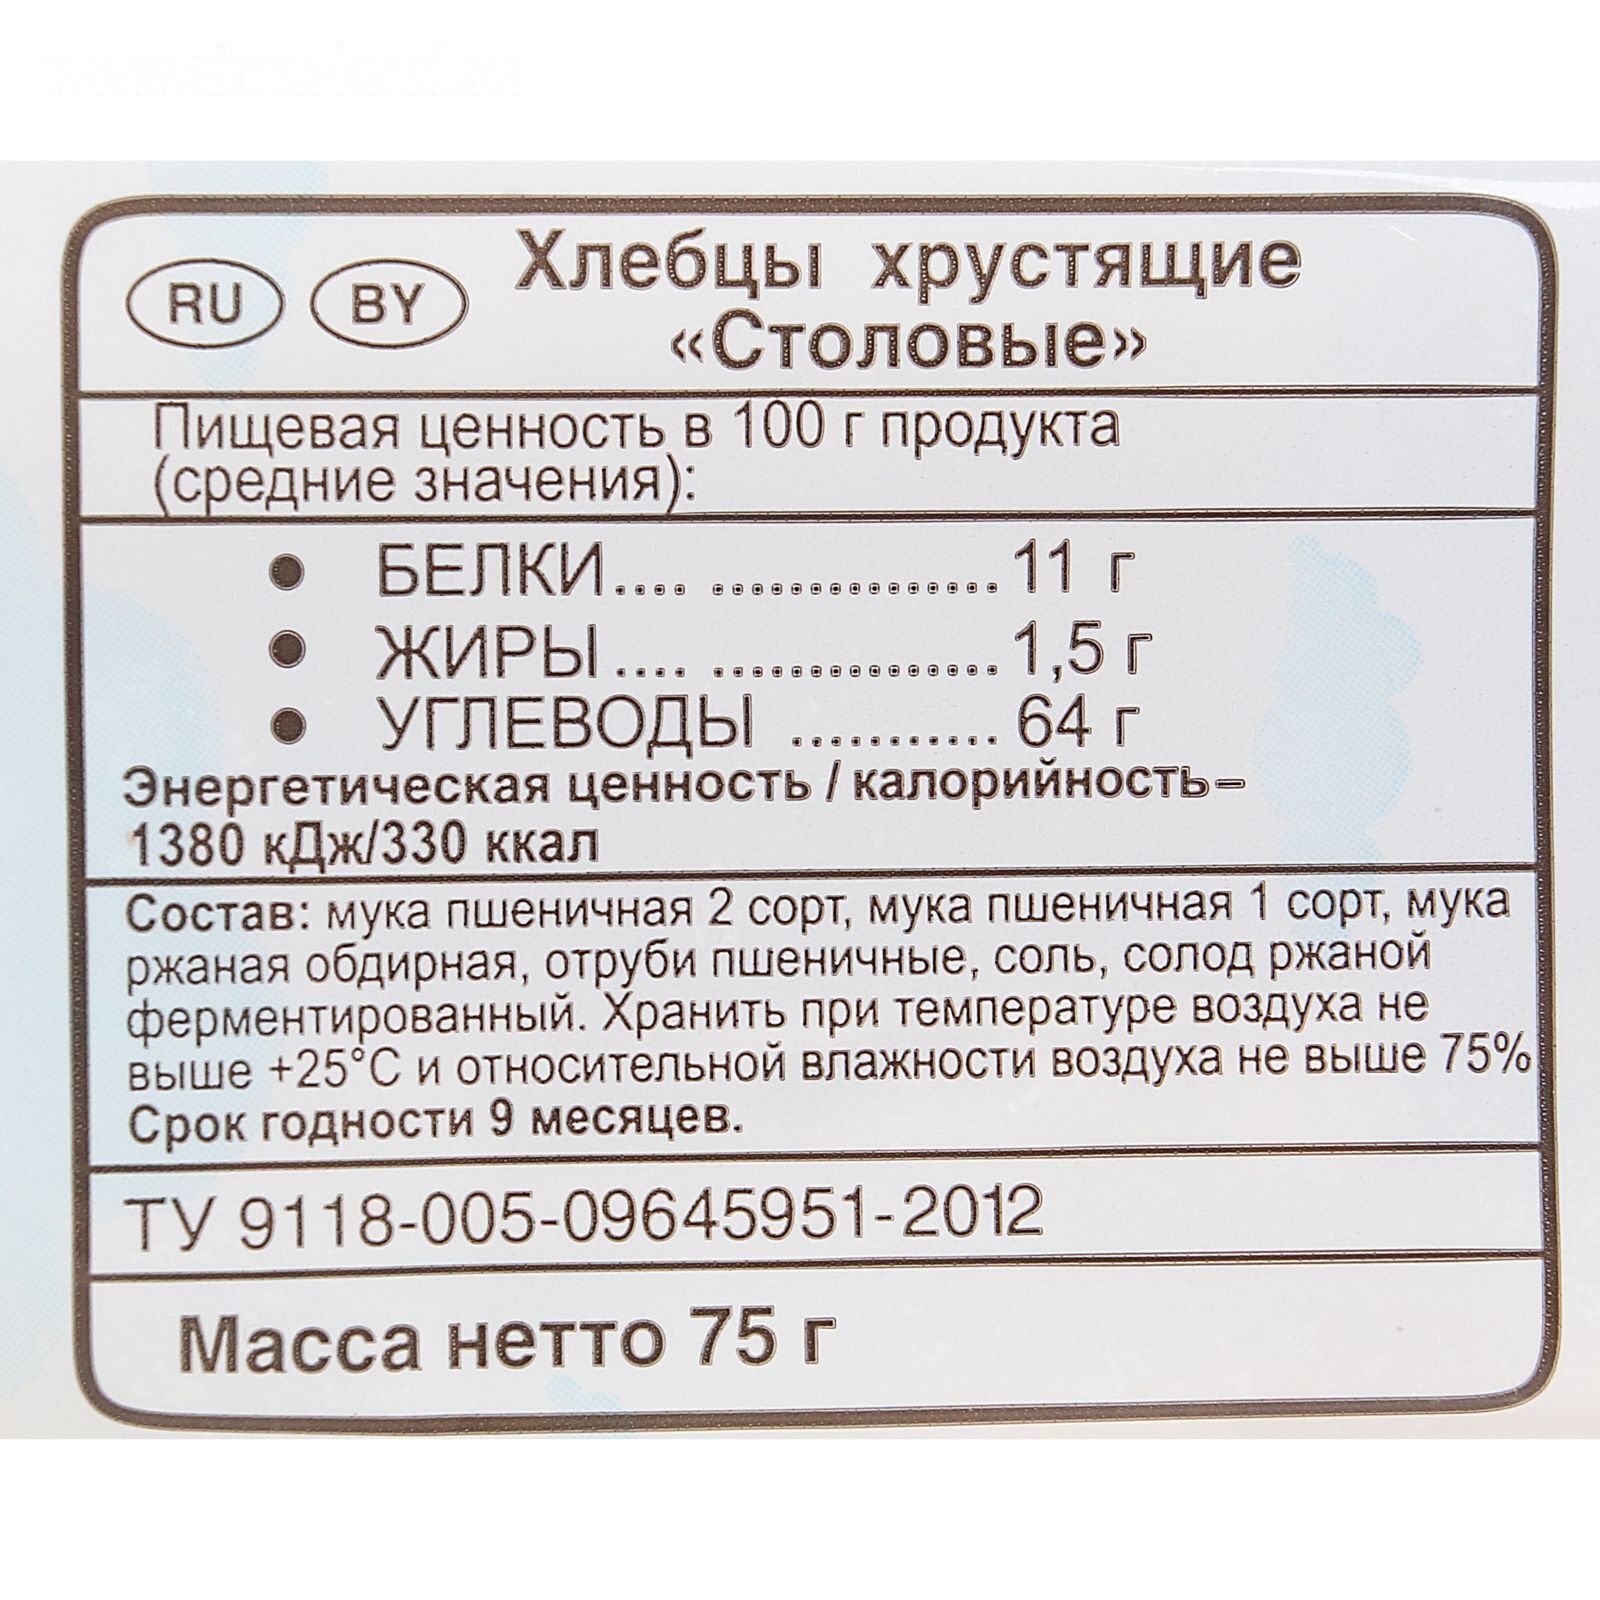 RU BY Хлебцы хрустящие
«Столовые»
Пищевая ценность в 100 г продукта
(средние значения):
● БЕЛКИ.... ............... 11 г
● ЖИРЫ.... ............... 1,5 г
● УГЛЕВОДЫ ........... 64 г
Энергетическая ценность / калорийность–
1380 кДж/330 ккал
Состав: мука пшеничная 2 сорт, мука пшеничная 1 сорт, мука
ржаная обдирная, отруби пшеничные, соль, солод ржаной
ферментированный. Хранить при температуре воздуха не
выше +25°С и относительной влажности воздуха не выше 75%
Срок годности 9 месяцев.
ТУ 9118-005-09645951-2012
Масса нетто 75 г